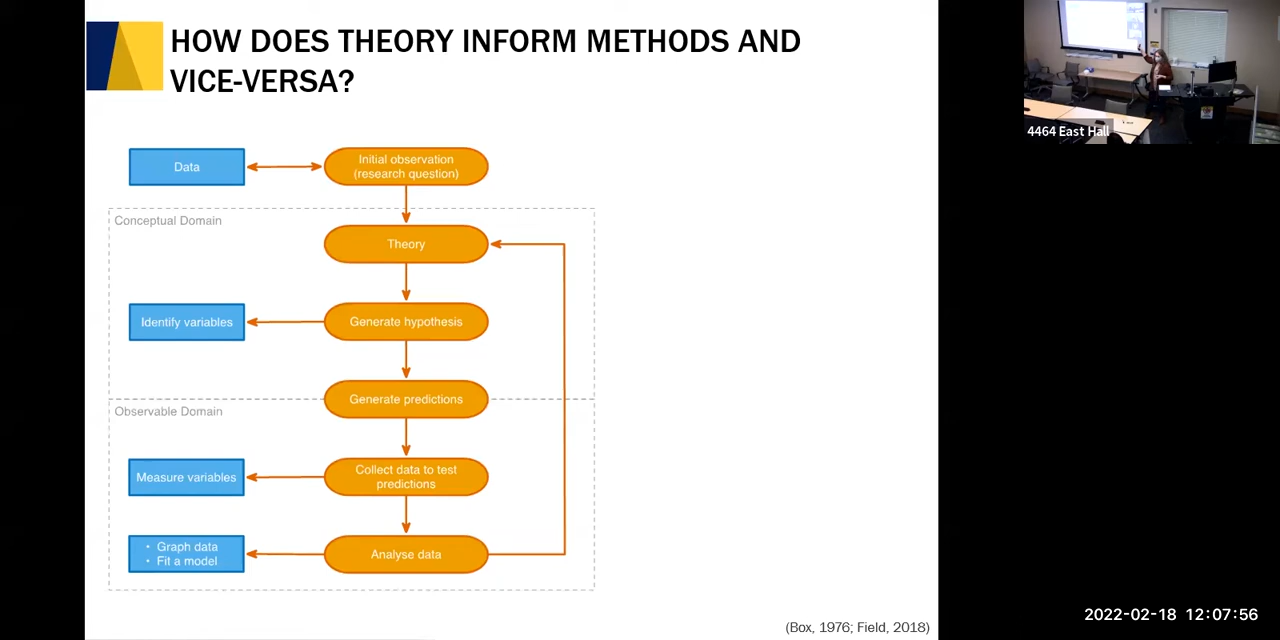 HOW DOES THEORY INFORM METHODS AND
VICE-VERSA?
Data
Initial observation
(research question)
Conceptual Domain
Theory
Identify variables
Generate hypothesis
Generate predictions
Observable Domain
Measure variables
Collect data to test
predictions
• Graph data
• Fit a model
Analyse data
(Box, 1976; Field, 2018)
4464 East Hall
2022-02-18 12:07:56